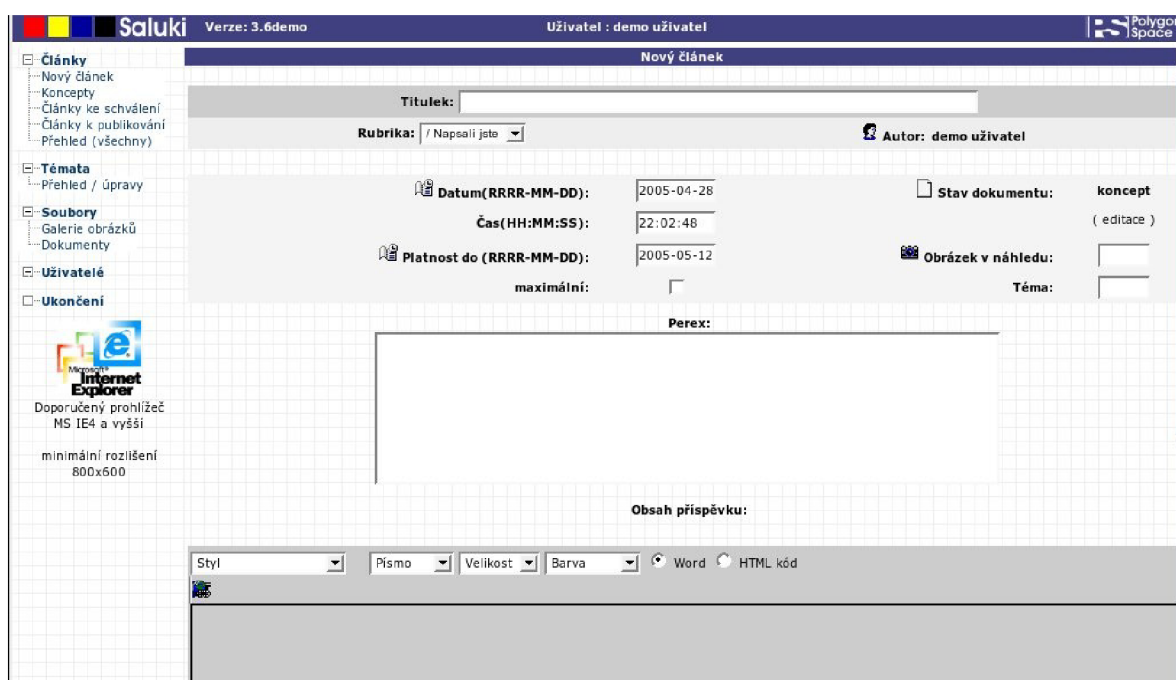 Saluki Verze: 3.6demo Uživatel : demo uživatel Polygon Space
Články
Nový článek
Koncepty
Články ke schválení
Články k publikování
Přehled (všechny)
Témata
Přehled / úpravy
Soubory
Galerie obrázků
Dokumenty
Uživatelé
Ukončení
Microsoft®
Internet
Explorer
Doporučený prohlížeč
MS IE4 a vyšší
minimální rozlišení
800x600
Nový článek
Titulek:
Rubrika: / Napsali jste Autor: demo uživatel
Datum(RRRR-MM-DD): 2005-04-28 Stav dokumentu: koncept
Čas(HH:MM:SS): 22:02:48 ( editace )
Platnost do (RRRR-MM-DD): 2005-05-12 Obrázek v náhledu:
maximální: Téma:
Perex:
Obsah příspěvku:
Styl Písmo Velikost Barva Word HTML kód